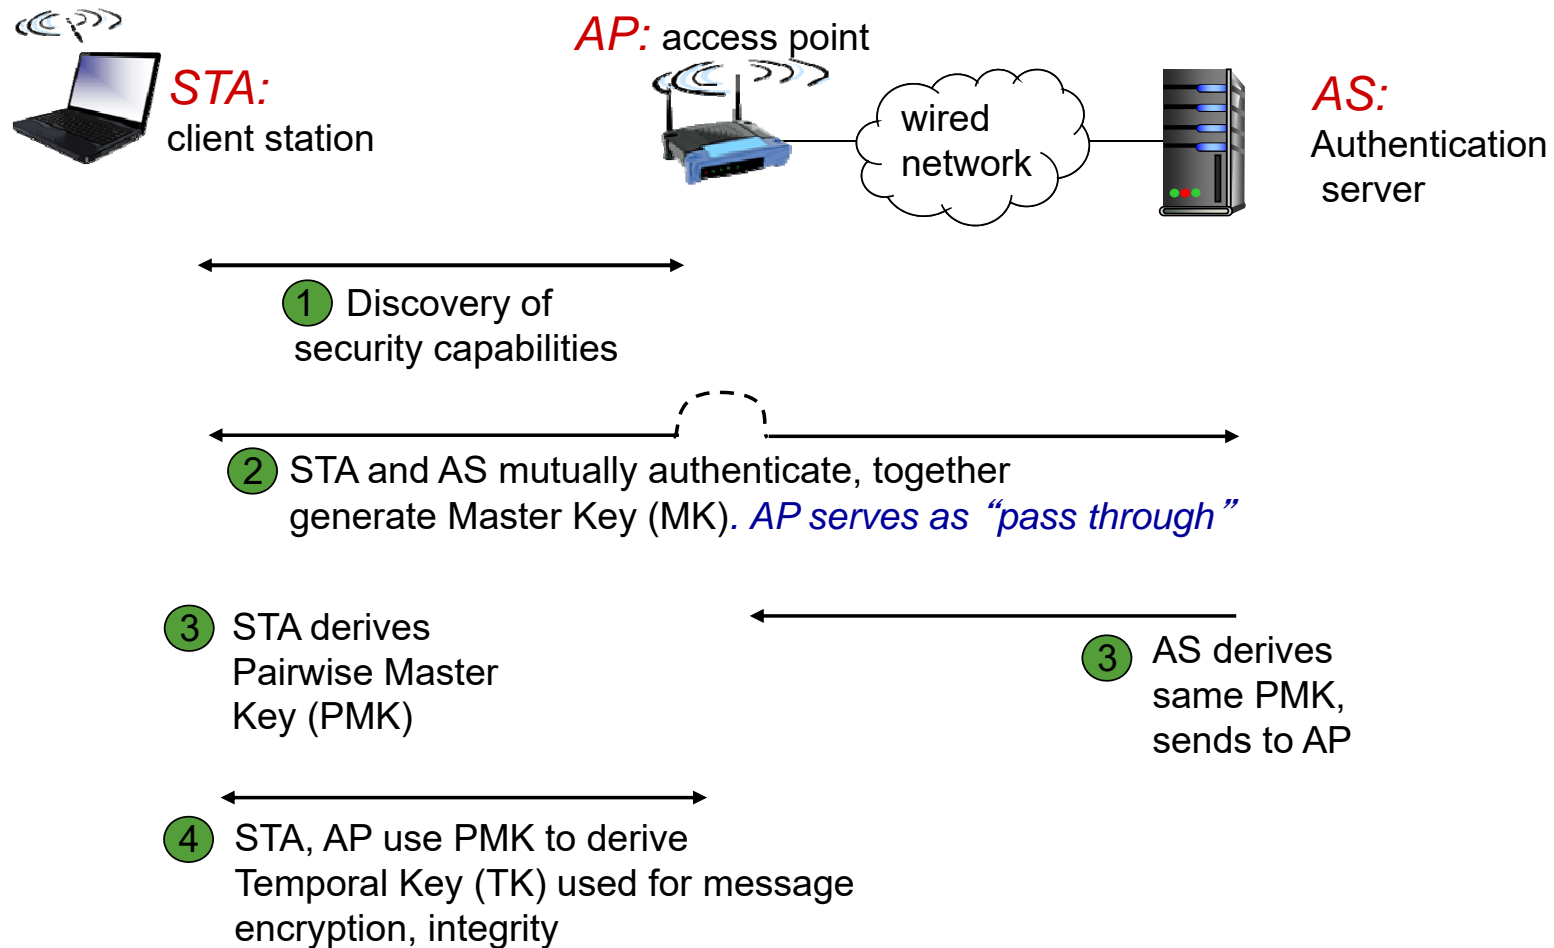 STA:
client station
AP: access point
wired
network
AS:
Authentication
server
1 Discovery of
security capabilities
2 STA and AS mutually authenticate, together
generate Master Key (MK). AP serves as “pass through”
3 STA derives
Pairwise Master
Key (PMK)
3 AS derives
same PMK,
sends to AP
4 STA, AP use PMK to derive
Temporal Key (TK) used for message
encryption, integrity